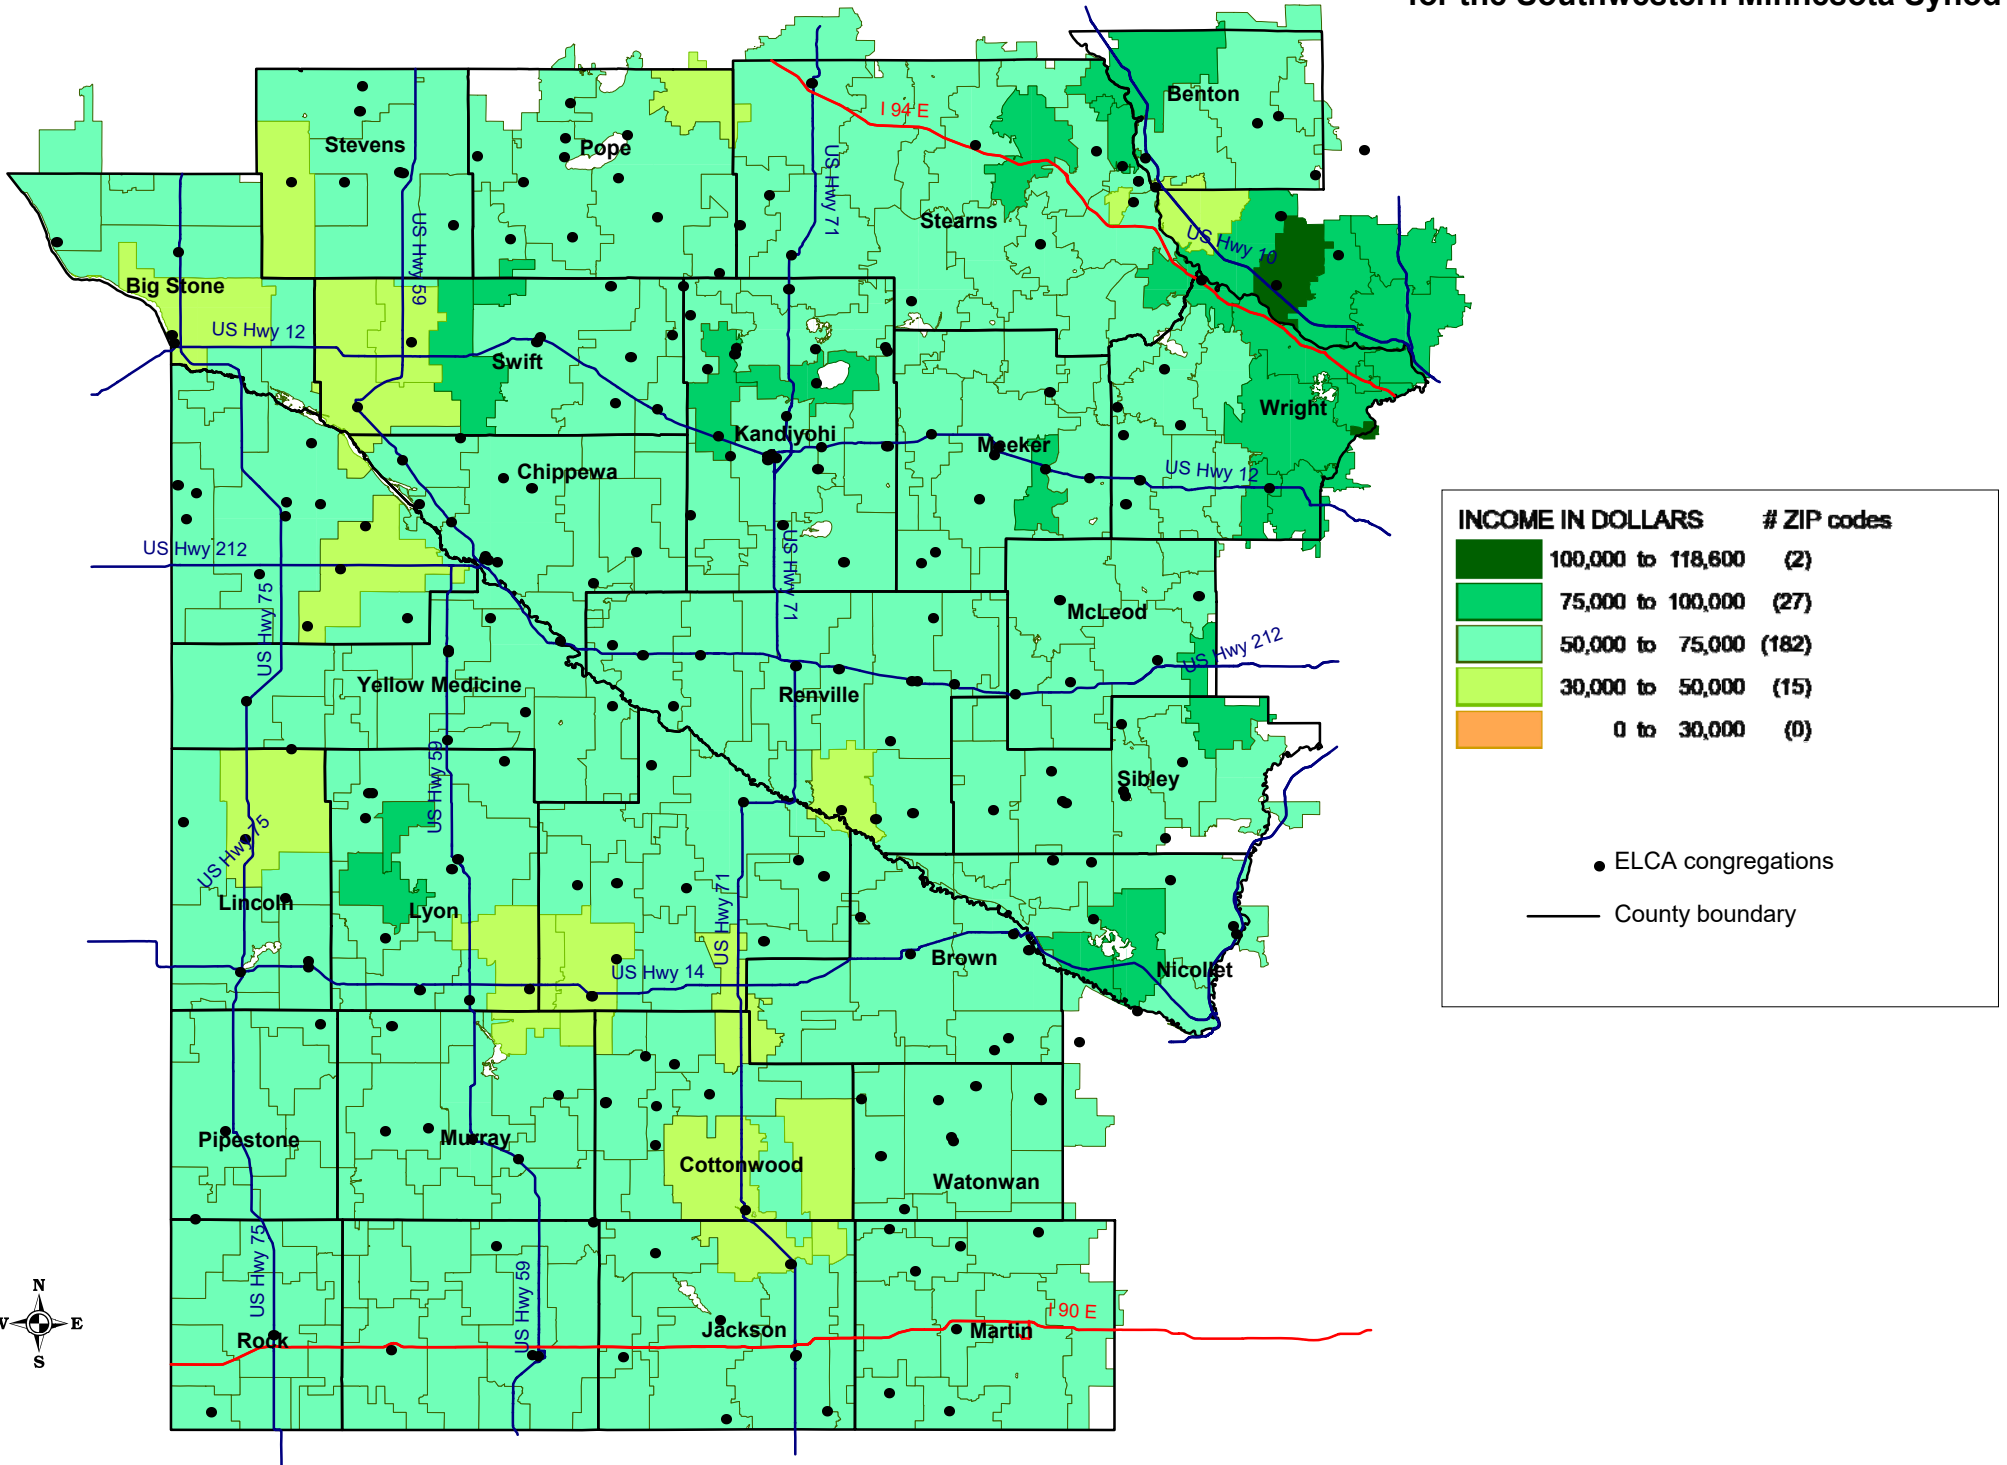 for the Southwestern Minnesota Synod
Benton
I 94 E
Stevens
Pope
US Hwy 71
Stearns
US Hwy 59
US Hwy 10
Big Stone
US Hwy 12
Swift
Wright
Kandiyohi
Meeker
Chippewa
US Hwy 12
INCOME IN DOLLARS # ZIP codes
100,000 to 118,600 (2)
75,000 to 100,000 (27)
50,000 to 75,000 (182)
30,000 to 50,000 (15)
0 to 30,000 (0)
ELCA congregations
County boundary
US Hwy 212
US Hwy 71
US Hwy 75
McLeod
US Hwy 212
Yellow Medicine
Renville
US Hwy 59
Sibley
US Hwy 75
Lincoln
Lyon
US Hwy 71
US Hwy 14
Brown
Nicollet
Pipestone
Murray
Cottonwood
Watonwan
US Hwy 75
US Hwy 59
N
W E
S
Rock
Jackson
I 90 E
Martin